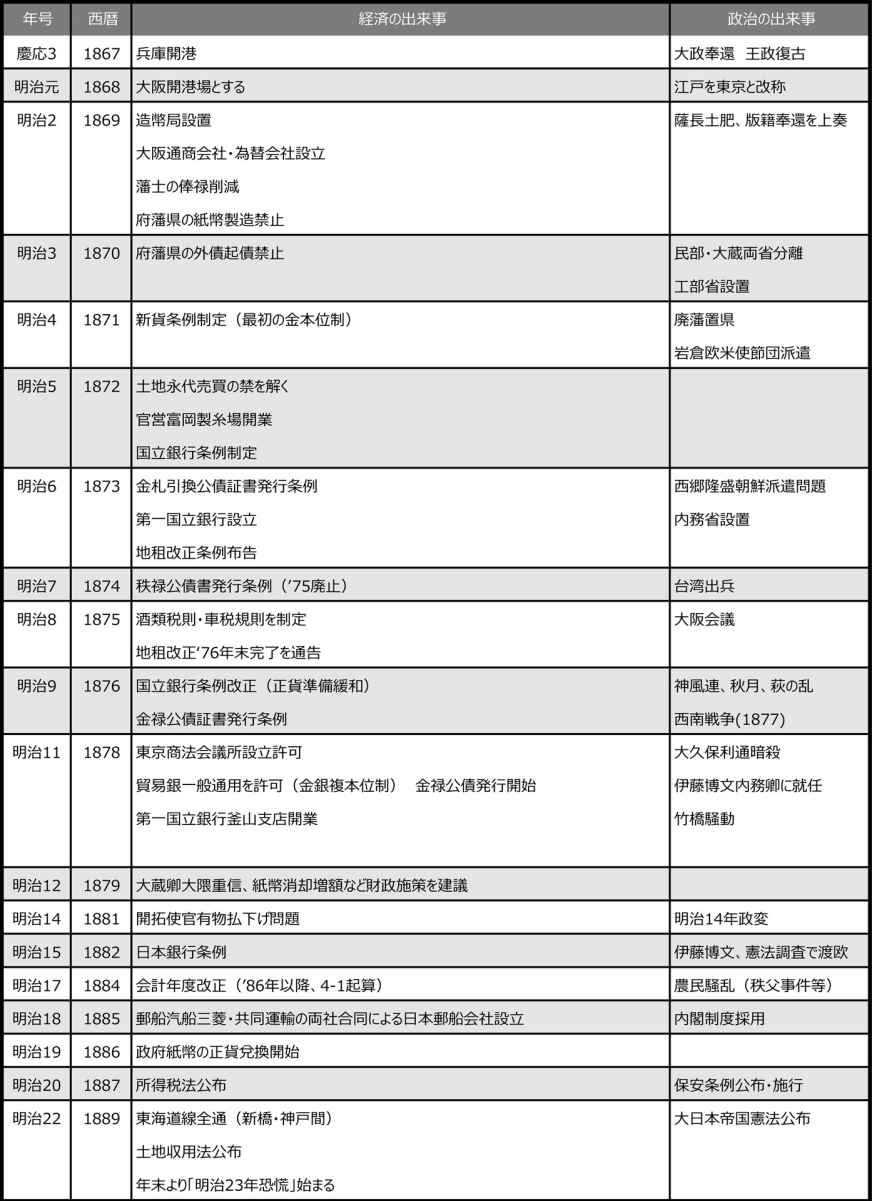 年号 西暦 経済の出来事 政治の出来事
慶応3 1867 兵庫開港 大政奉還　王政復古
明治元 1868 大阪開港場とする 江戸を東京と改称
明治2 1869 造幣局設置 薩長土肥、版籍奉還を上奏
大阪通商会社・為替会社設立
藩士の俸禄削減
府藩県の紙幣製造禁止
明治3 1870 府藩県の外債起債禁止 民部・大蔵両省分離
工部省設置
明治4 1871 新貨条例制定（最初の金本位制） 廃藩置県
岩倉欧米使節団派遣
明治5 1872 土地永代売買の禁を解く
官営富岡製糸場開業
国立銀行条例制定
明治6 1873 金札引換公債証書発行条例 西郷隆盛朝鮮派遣問題
第一国立銀行設立 内務省設置
地租改正条例布告
明治7 1874 秩禄公債書発行条例（’75廃止） 台湾出兵
明治8 1875 酒類税則・車税規則を制定 大阪会議
地租改正‘76年末完了を通告
明治9 1876 国立銀行条例改正（正貨準備緩和） 神風連、秋月、萩の乱
金禄公債証書発行条例 西南戦争(1877)
明治11 1878 東京商法会議所設立許可 大久保利通暗殺
貿易銀一般通用を許可（金銀複本位制）　金禄公債発行開始 伊藤博文内務卿に就任
第一国立銀行釜山支店開業 竹橋騒動
明治12 1879 大蔵卿大隈重信、紙幣消却増額など財政施策を建議
明治14 1881 開拓使官有物払下げ問題 明治14年政変
明治15 1882 日本銀行条例 伊藤博文、憲法調査で渡欧
明治17 1884 会計年度改正（’86年以降、4-1起算） 農民騒乱（秩父事件等）
明治18 1885 郵船汽船三菱・共同運輸の両社合同による日本郵船会社設立 内閣制度採用
明治19 1886 政府紙幣の正貨兌換開始
明治20 1887 所得税法公布 保安条例公布・施行
明治22 1889 東海道線全通（新橋・神戸間） 大日本帝国憲法公布
土地収用法公布
年末より｢明治23年恐慌｣始まる